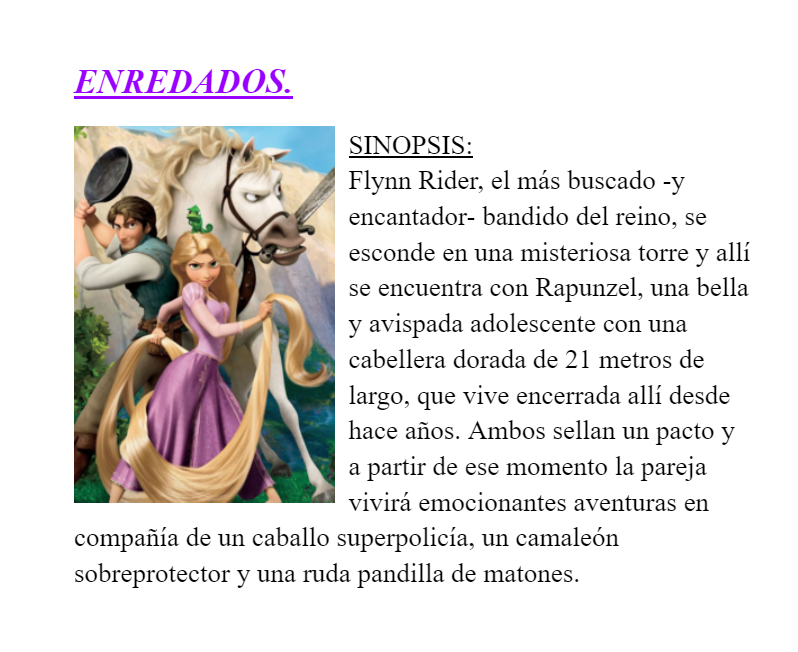 ENREDADOS.
SINOPSIS:
Flynn Rider, el más buscado -y
encantador- bandido del reino, se
esconde en una misteriosa torre y allí
se encuentra con Rapunzel, una bella
y avispada adolescente con una
cabellera dorada de 21 metros de
largo, que vive encerrada allí desde
hace años. Ambos sellan un pacto y
a partir de ese momento la pareja
vivirá emocionantes aventuras en
compañía de un caballo superpolicía, un camaleón
sobreprotector y una ruda pandilla de matones.